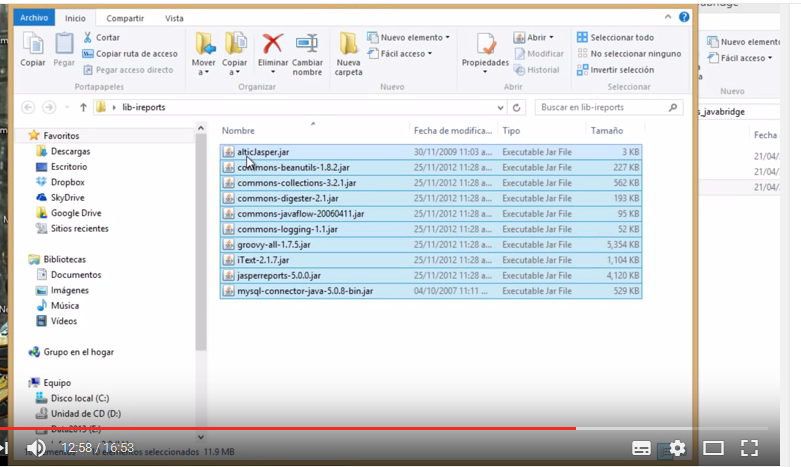 Archivo Inicio Compartir Vista
Copiar Pegar Cortar Copiar ruta de acceso Pegar acceso directo
Portapapeles
Mover a Copiar a Eliminar Cambiar nombre
Organizar
Nueva carpeta Nuevo elemento Fácil acceso
Nuevo
Propiedades Abrir Modificar Historial
Abrir
Seleccionar todo No seleccionar ninguno Invertir selección
Seleccionar
Nuevo elemento
Fácil acceso
Nuevo
lib-ireports Buscar en lib-ireports
s_javabridge
Favoritos
Descargas
Escritorio
Dropbox
SkyDrive
Google Drive
Sitios recientes
Bibliotecas
Documentos
Imágenes
Música
Vídeos
Grupo en el hogar
Equipo
Disco local (C:)
Unidad de CD (D:)
Nombre Fecha de modifica... Tipo Tamaño
alticJasper.jar 30/11/2009 11:03 a... Executable Jar File 3 KB
commons-beanutils-1.8.2.jar 25/11/2012 11:28 a... Executable Jar File 227 KB
commons-collections-3.2.1.jar 25/11/2012 11:28 a... Executable Jar File 562 KB
commons-digester-2.1.jar 25/11/2012 11:28 a... Executable Jar File 193 KB
commons-javaflow-20060411.jar 25/11/2012 11:28 a... Executable Jar File 95 KB
commons-logging-1.1.jar 25/11/2012 11:28 a... Executable Jar File 52 KB
groovy-all-1.7.5.jar 25/11/2012 11:28 a... Executable Jar File 5,354 KB
iText-2.1.7.jar 25/11/2012 11:28 a... Executable Jar File 1,104 KB
jasperreports-5.0.0.jar 25/11/2012 11:28 a... Executable Jar File 4,120 KB
mysql-connector-java-5.0.8-bin.jar 04/10/2007 11:11 ... Executable Jar File 529 KB
Fecha
21/04/
21/04/
21/04/
12:58 / 16:53
seleccionados 11.9 MB